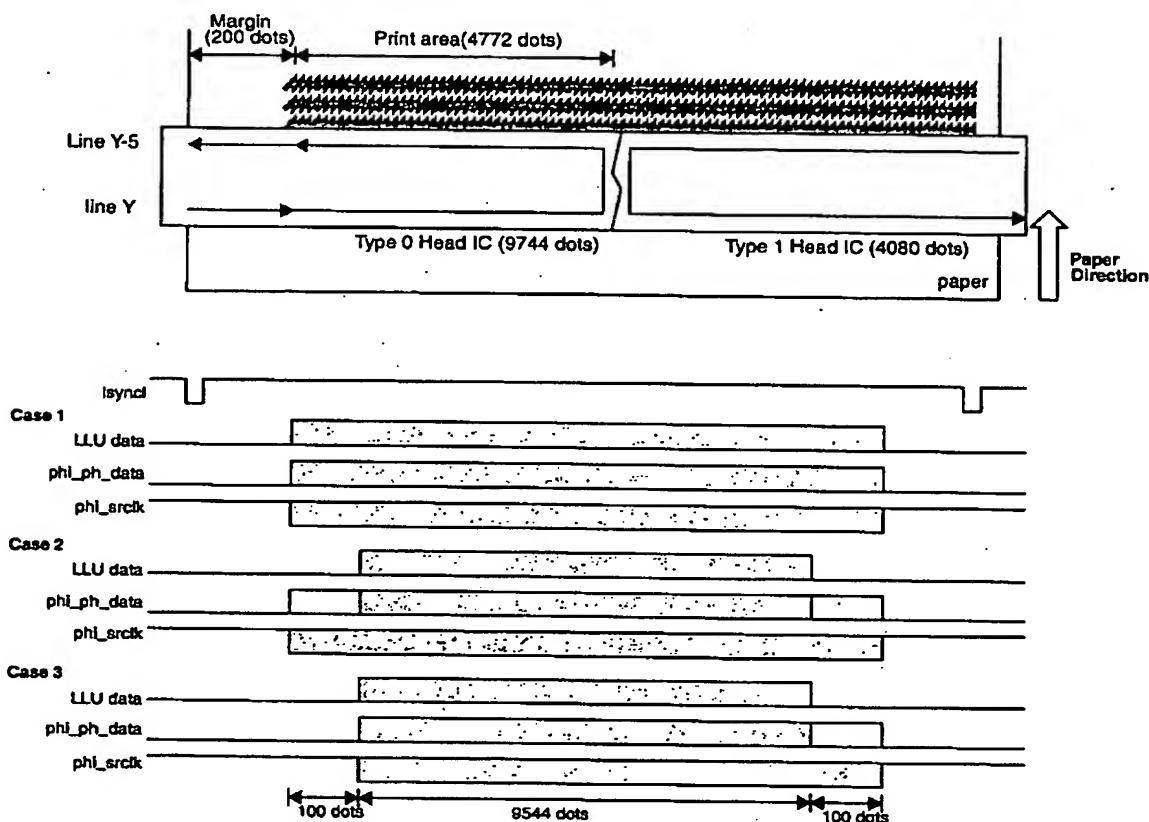 Margin
(200 dots)
Print area(4772 dots)
Line Y-5
line Y
Type 0 Head IC (9744 dots)
Type 1 Head IC (4080 dots)
Paper
Direction
paper
lsyncl
Case 1
LLU data
phi_ph_data
phi_srclk
Case 2
LLU data
phi_ph_data
phi_srclk
Case 3
LLU data
phi_ph_data
phi_srclk
100 dots
9544 dots
100 dots